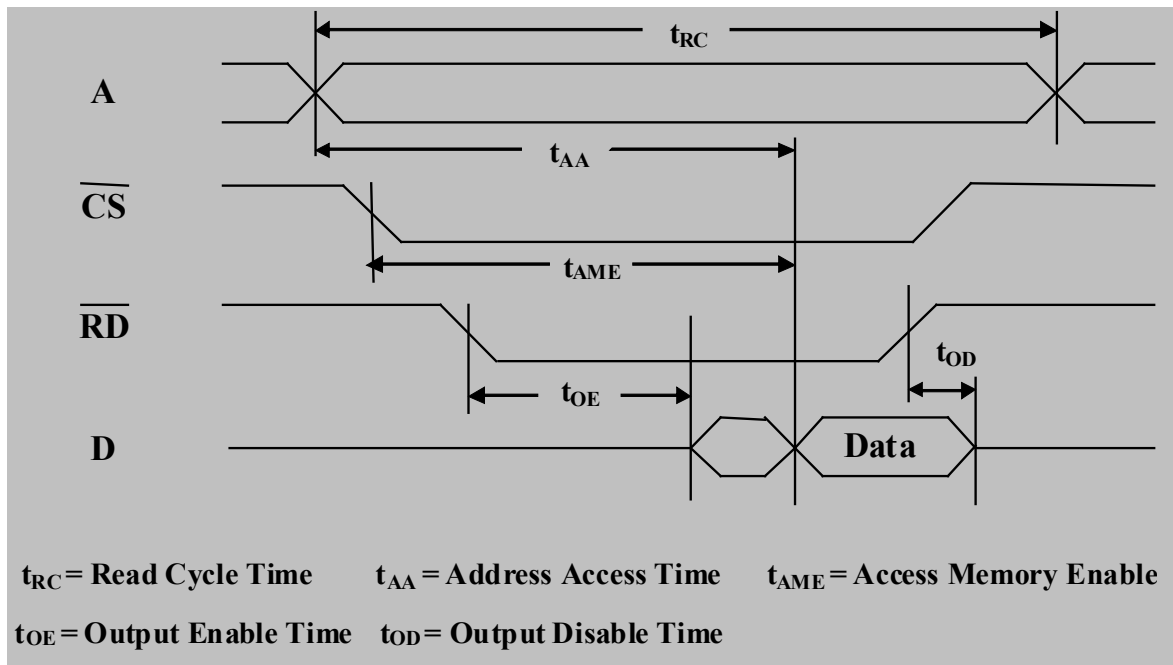 tRC
A
tAA
CS
tAME
RD
tOD
tOE
D
Data
tRC = Read Cycle Time tAA = Address Access Time tAME = Access Memory Enable
tOE = Output Enable Time tOD = Output Disable Time